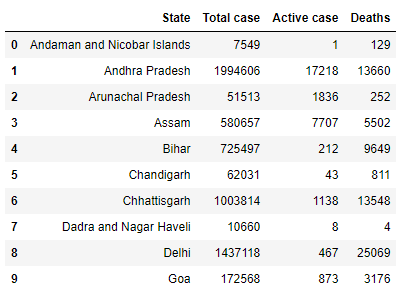 State Total case Active case Deaths
0 Andaman and Nicobar Islands 7549 1 129
1 Andhra Pradesh 1994606 17218 13660
2 Arunachal Pradesh 51513 1836 252
3 Assam 580657 7707 5502
4 Bihar 725497 212 9649
5 Chandigarh 62031 43 811
6 Chhattisgarh 1003814 1138 13548
7 Dadra and Nagar Haveli 10660 8 4
8 Delhi 1437118 467 25069
9 Goa 172568 873 3176